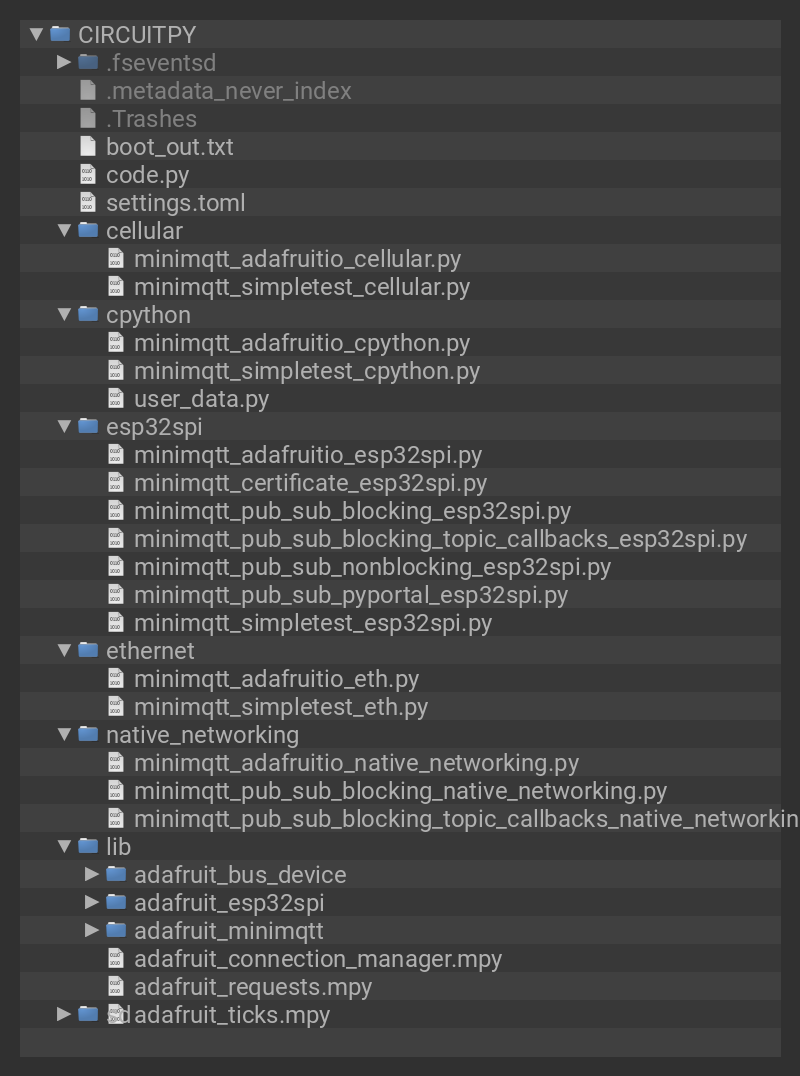 CIRCUITPY
.fseventsd
.metadata_never_index
.Trashes
boot_out.txt
code.py
settings.toml
cellular
minimqtt_adafruitio_cellular.py
minimqtt_simpletest_cellular.py
cpython
minimqtt_adafruitio_cpython.py
minimqtt_simpletest_cpython.py
user_data.py
esp32spi
minimqtt_adafruitio_esp32spi.py
minimqtt_certificate_esp32spi.py
minimqtt_pub_sub_blocking_esp32spi.py
minimqtt_pub_sub_blocking_topic_callbacks_esp32spi.py
minimqtt_pub_sub_nonblocking_esp32spi.py
minimqtt_pub_sub_pyportal_esp32spi.py
minimqtt_simpletest_esp32spi.py
ethernet
minimqtt_adafruitio_eth.py
minimqtt_simpletest_eth.py
native_networking
minimqtt_adafruitio_native_networking.py
minimqtt_pub_sub_blocking_native_networking.py
minimqtt_pub_sub_blocking_topic_callbacks_native_networkin
lib
adafruit_bus_device
adafruit_esp32spi
adafruit_minimqtt
adafruit_connection_manager.mpy
adafruit_requests.mpy
sd adafruit_ticks.mpy